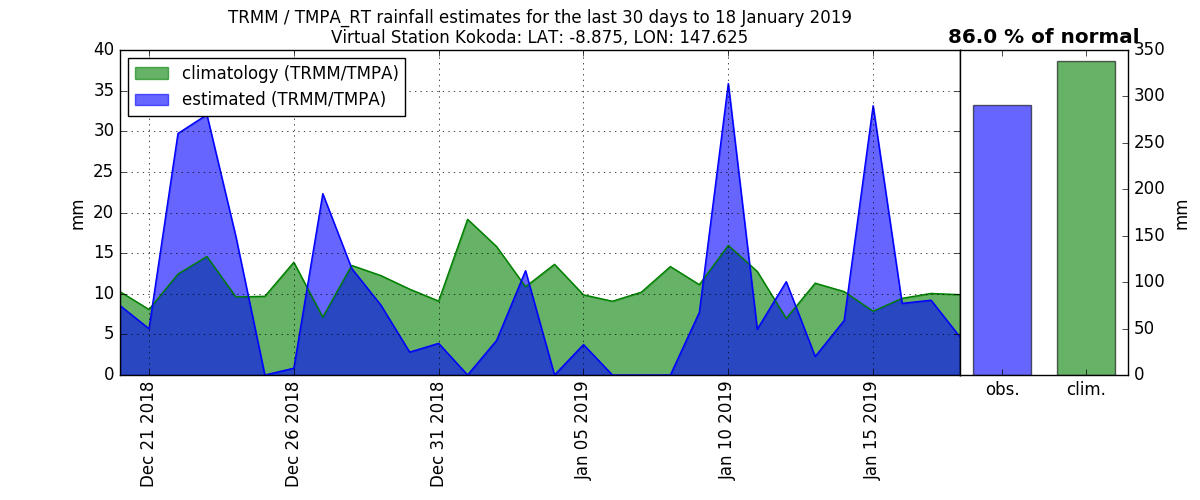 TRMM / TMPA_RT rainfall estimates for the last 30 days to 18 January 2019
Virtual Station Kokoda: LAT: -8.875, LON: 147.625
86.0 % of normal
climatology (TRMM/TMPA)
estimated (TRMM/TMPA)
40
35
30
25
20
15
10
5
0
mm
Dec 21 2018
Dec 26 2018
Dec 31 2018
Jan 05 2019
Jan 10 2019
Jan 15 2019
350
300
250
200
150
100
50
0
mm
obs.
clim.